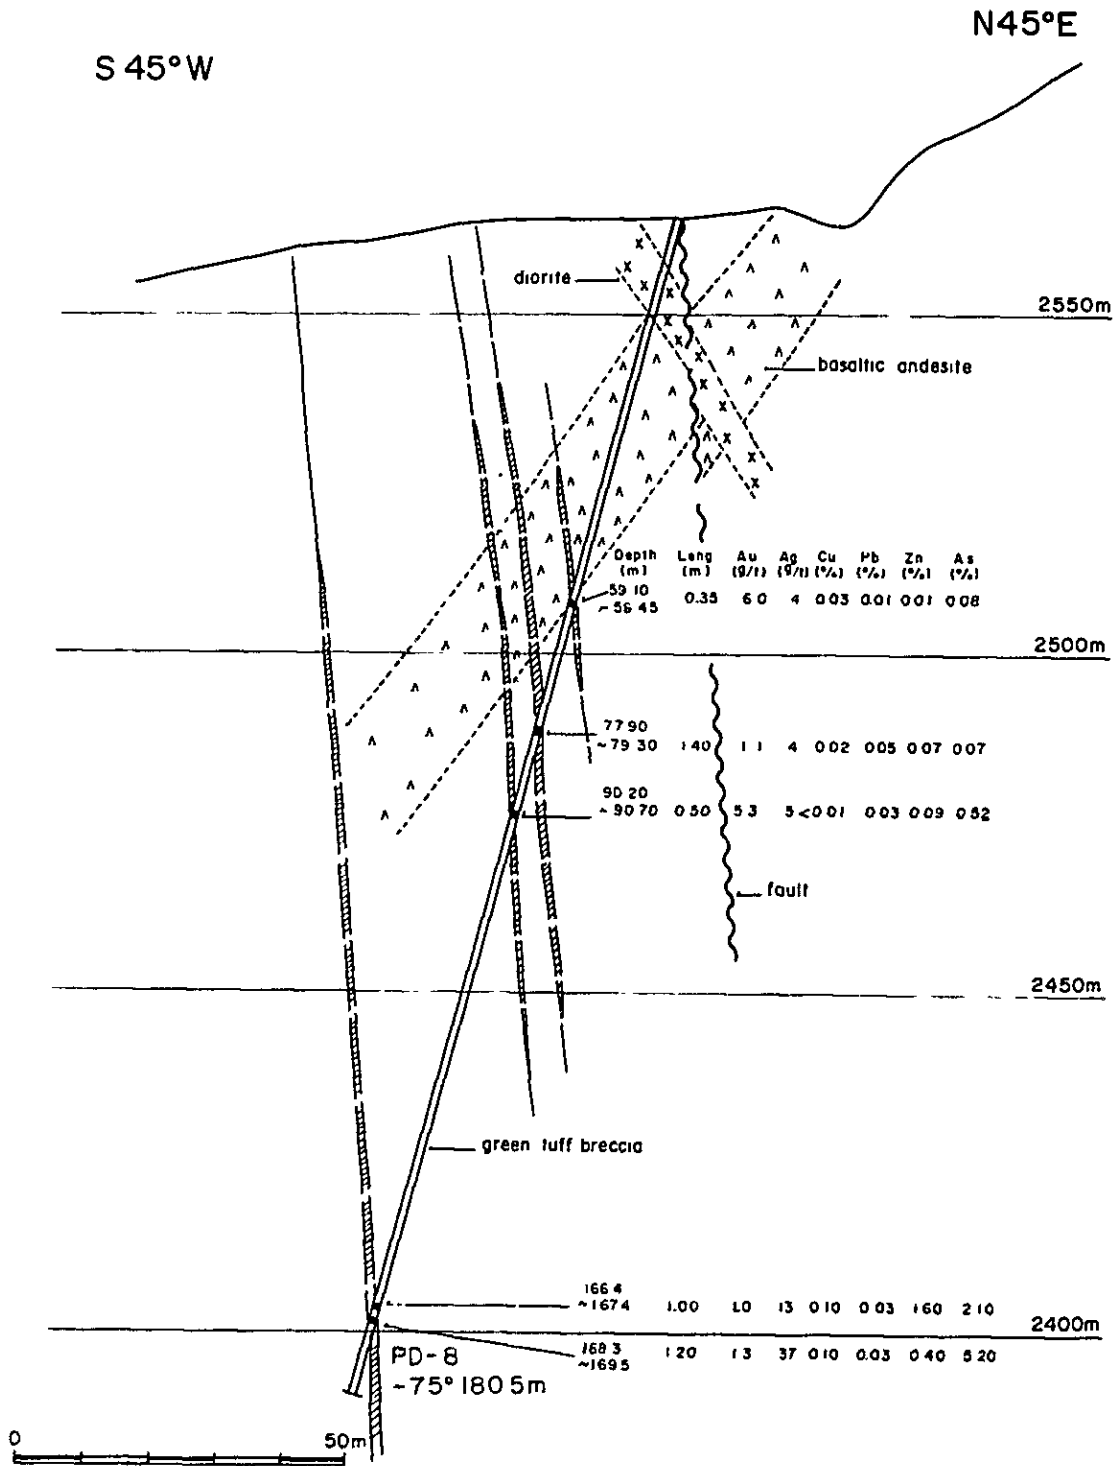 N45°E
S 45°W
diorite
2550m
basaltic andesite
Depth Leng Au Ag Cu Pb Zn As
(m) (m) (g/t) (g/t) (%) (%) (%) (%)
59 10
~ 59 45 0.35 6 0 4 0.03 0.01 0.01 0.08
2500m
77 90
~ 79 30 1 40 1 1 4 0 02 0 05 0 07 0 07
90 20
~ 90 70 0 50 5 3 5 <0 01 0 03 0 09 0 52
fault
2450m
green tuff breccia
166 4
~ 167 4 1.00 1.0 13 0 10 0 03 1 60 2 10
2400m
168 3
~ 169 5 1 20 1 3 37 0 10 0.03 0 40 5 20
PD-8
-75° 180 5m
0 50m